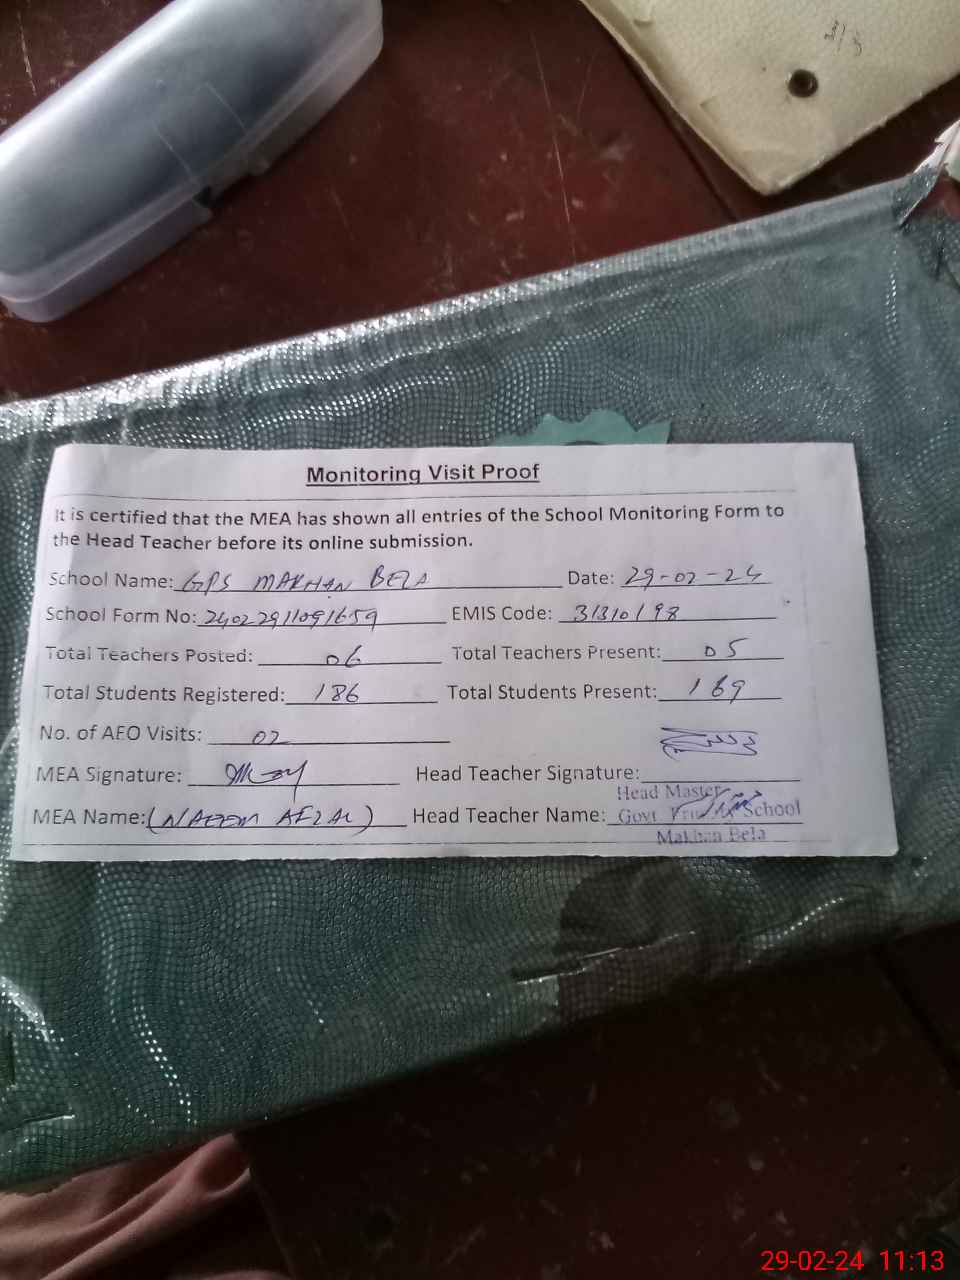 Monitoring Visit Proof
It is certified that the MEA has shown all entries of the School Monitoring Form to
the Head Teacher before its online submission.
School Name: GPS MAKHAN BELA Date: 29-02-24
School Form No: 24022911091659 EMIS Code: 31310198
Total Teachers Posted: 06 Total Teachers Present: 05
Total Students Registered: 186 Total Students Present: 169
No. of AEO Visits: 02
MEA Signature: Head Teacher Signature:
Head Master
MEA Name: (NAEEM AFZAL) Head Teacher Name: Govt School
Makhan Bela
29-02-24 11:13